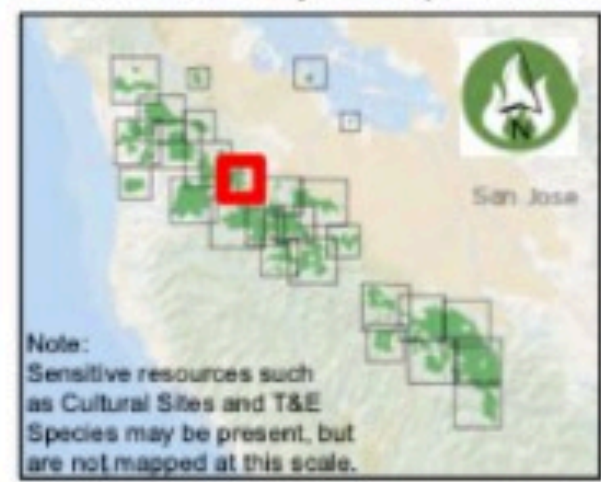 N
San Jose
Note:
Sensitive resources such
as Cultural Sites and T&E
Species may be present, but
are not mapped at this scale.